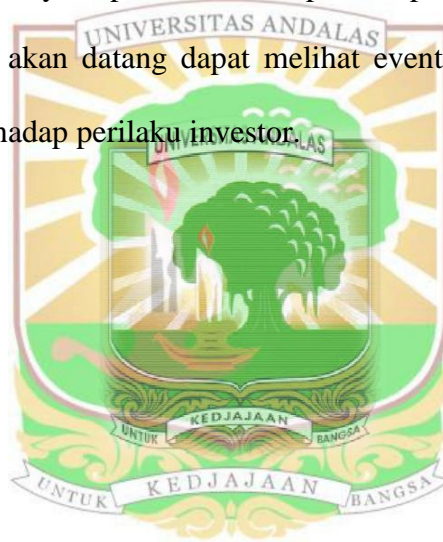 UNIVERSITAS ANDALAS
akan datang dapat melihat event
hadap perilaku investor.
UNIVERSITAS ANDALAS
KEDJAJAAN
UNTUK BANGSA
UNTUK KEDJAJAAN BANGSA